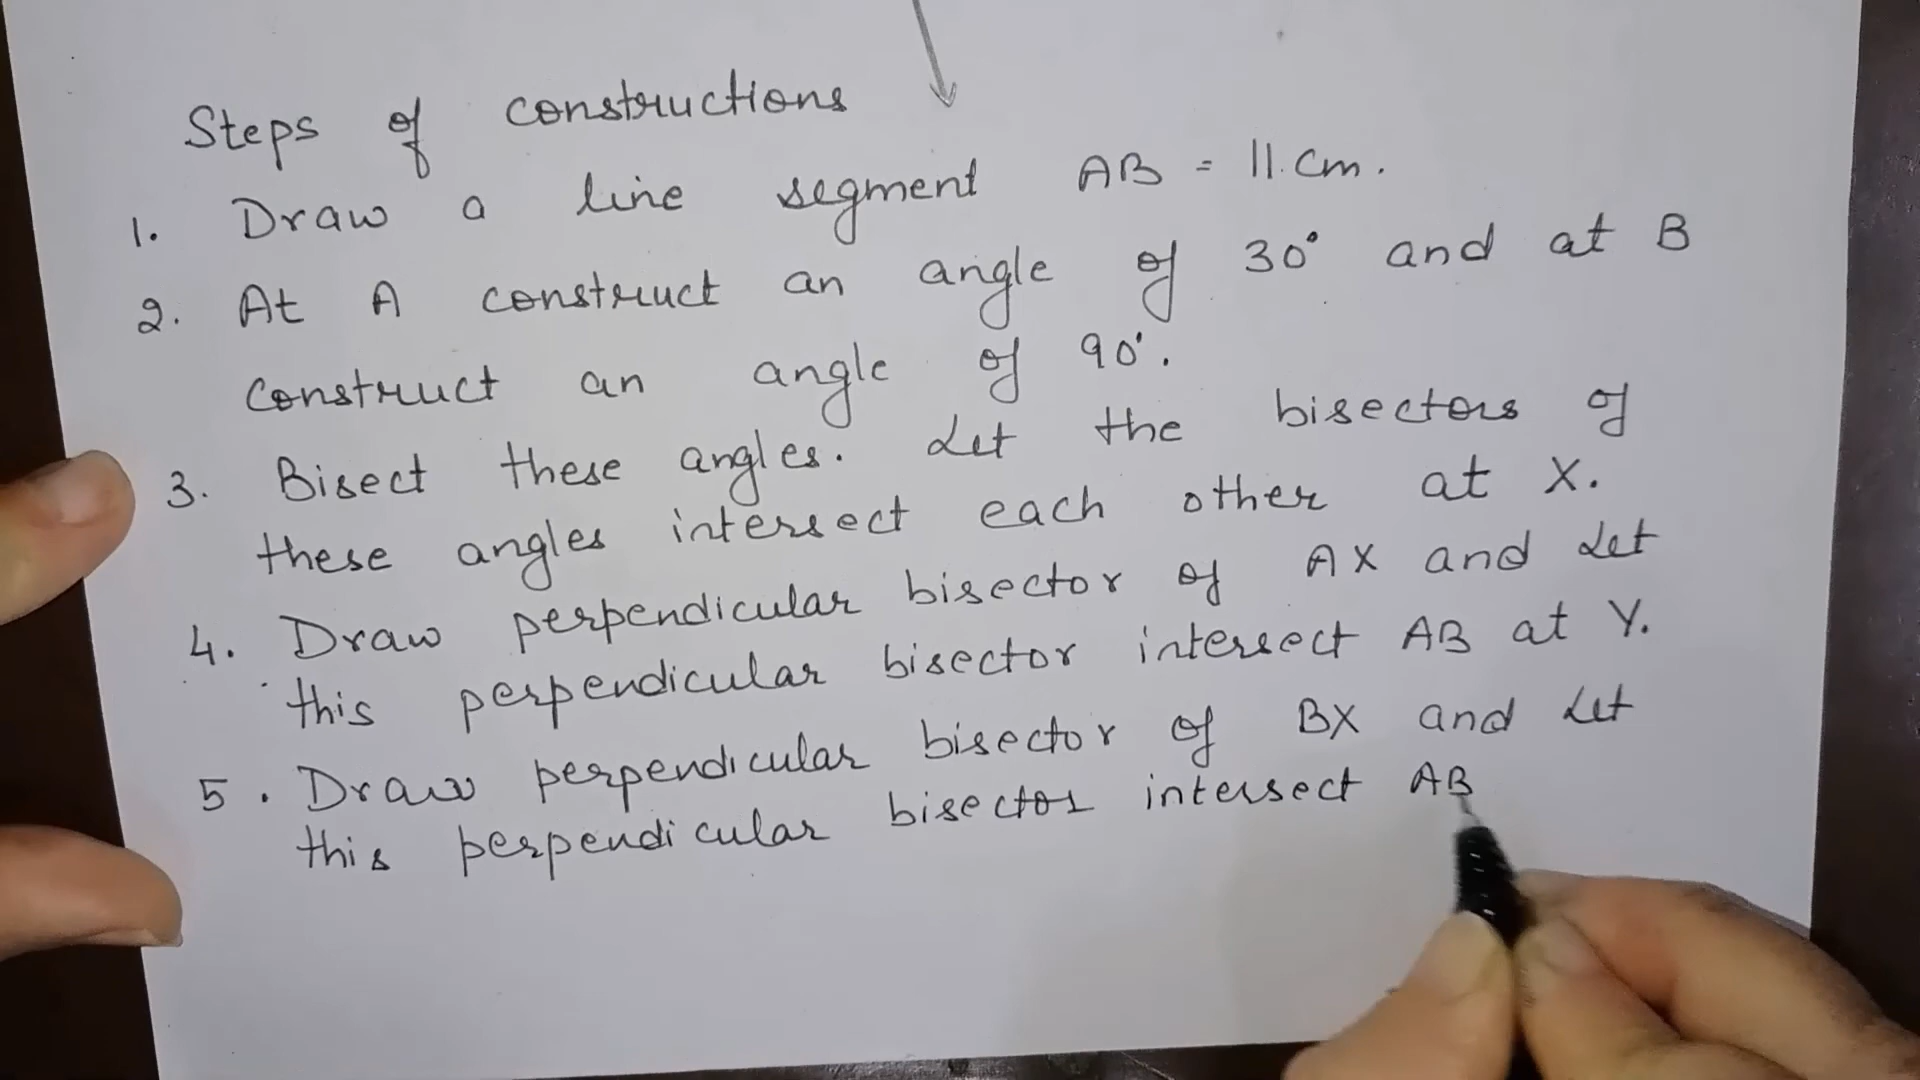 Steps of constructions
1. Draw a line segment AB = 11 cm.
2. At A construct an angle of 30° and at B
construct an angle of 90°.
3. Bisect these angles. Let the bisectors of
these angles intersect each other at X.
4. Draw perpendicular bisector of AX and let
this perpendicular bisector intersect AB at Y.
5. Draw perpendicular bisector of BX and let
this perpendicular bisector intersect AB